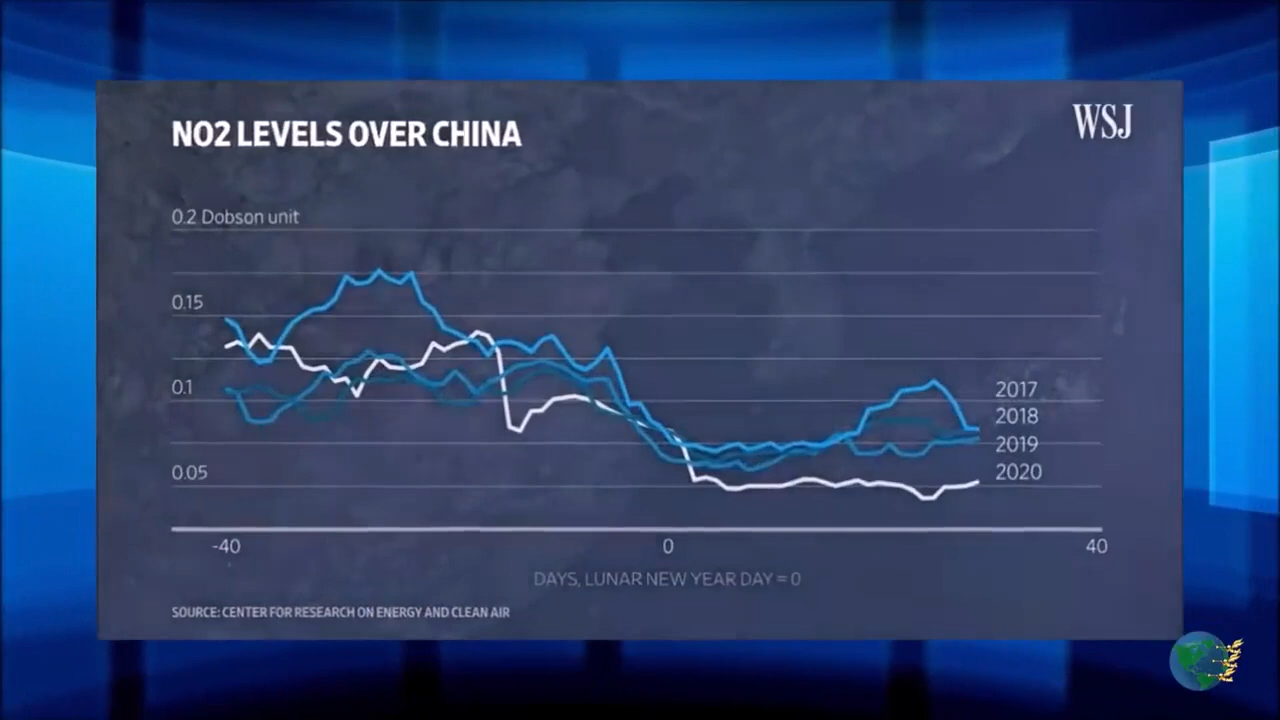 NO2 LEVELS OVER CHINA
WSJ
0.2 Dobson unit
0.15
0.1
0.05
2017
2018
2019
2020
-40
0
40
DAYS, LUNAR NEW YEAR DAY = 0
SOURCE: CENTER FOR RESEARCH ON ENERGY AND CLEAN AIR